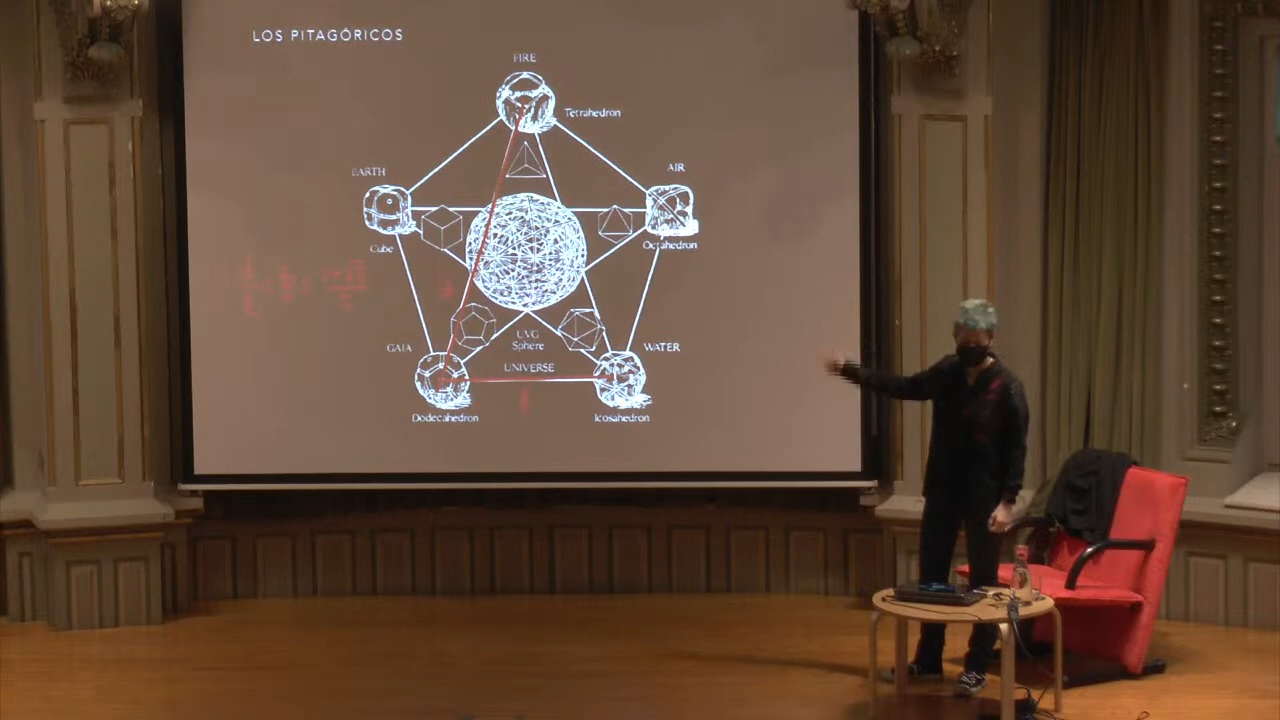 LOS PITAGÓRICOS
FIRE
Tetrahedron
EARTH
AIR
Cube
Octahedron
GAIA
UVG
Sphere
WATER
UNIVERSE
Dodecahedron
Icosahedron